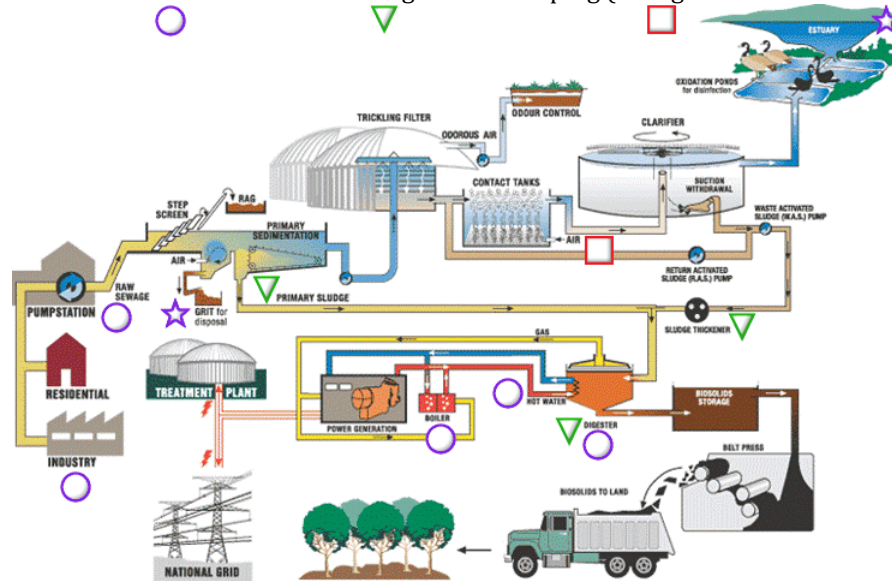 ESTUARY
OXIDATION PONDS
for disinfection
TRICKLING FILTER
ODOROUS AIR
ODOUR CONTROL
CLARIFIER
SUCTION
WITHDRAWAL
CONTACT TANKS
AIR
WASTE ACTIVATED
SLUDGE (W.A.S.) PUMP
RETURN ACTIVATED
SLUDGE (R.A.S.) PUMP
STEP
SCREEN
RAG
PRIMARY
SEDIMENTATION
AIR
RAW
SEWAGE
PUMPSTATION
GRIT for
disposal
PRIMARY SLUDGE
SLUDGE THICKENER
RESIDENTIAL
INDUSTRY
TREATMENT PLANT
GAS
POWER GENERATION
BOILER
HOT WATER
DIGESTER
BIOSOLIDS
STORAGE
BELT PRESS
BIOSOLIDS TO LAND
NATIONAL GRID